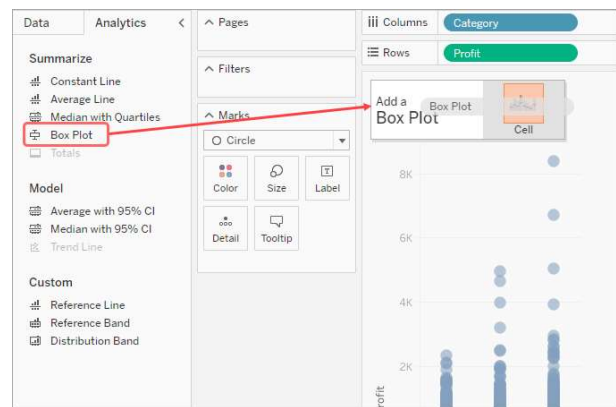 Data
Analytics
Summarize
Constant Line
Average Line
Median with Quartiles
Box Plot
Totals
Model
Average with 95% CI
Median with 95% CI
Trend Line
Custom
Reference Line
Reference Band
Distribution Band
Pages
Filters
Marks
Circle
Color
Size
Label
Detail
Tooltip
iii Columns
Category
Rows
Profit
Add a
Box Plot
Box Plot
Cell
8K
6K
4K
2K